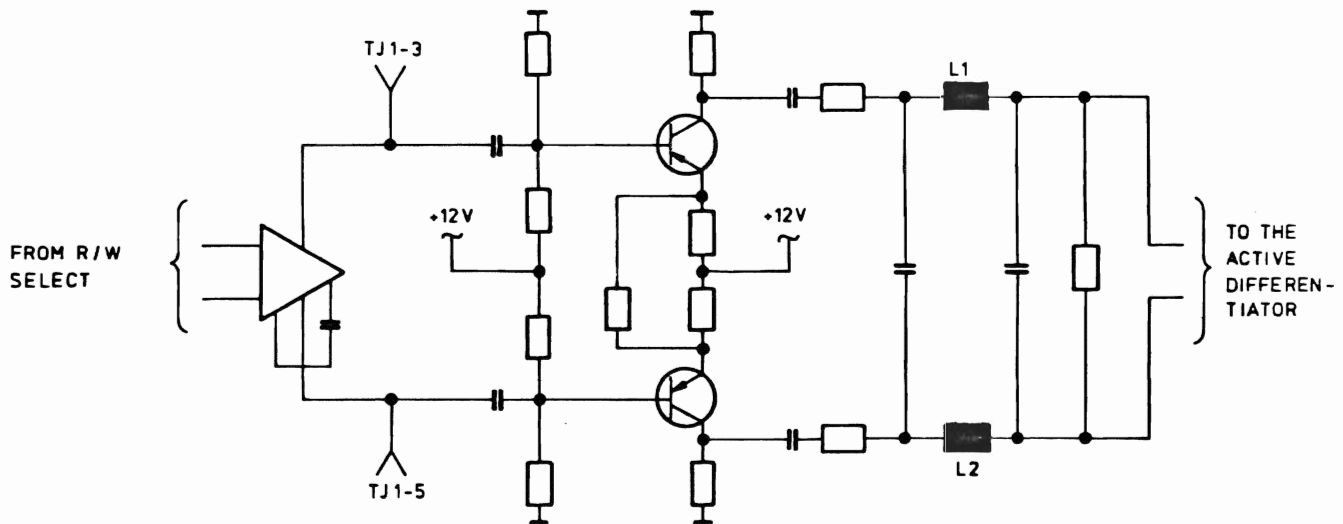 TJ1-3
L1
+12V
+12V
FROM R/W
SELECT
TO THE
ACTIVE
DIFFEREN-
TIATOR
L2
TJ1-5